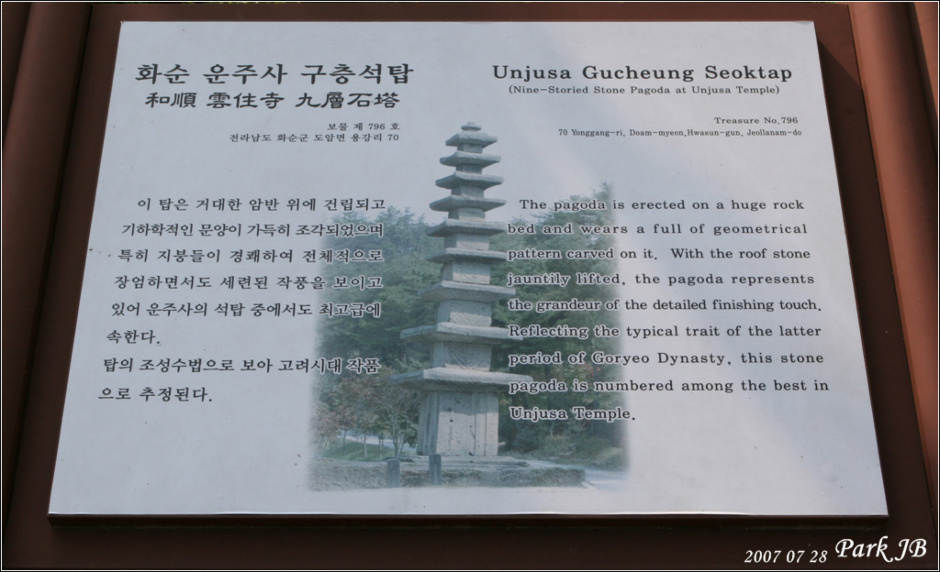 화순 운주사 구층석탑
和順 雲住寺 九層石塔
보물 제 796 호
전라남도 화순군 도암면 용강리 70
이 탑은 거대한 암반 위에 건립되고
기하학적인 문양이 가득히 조각되었으며
특히 지붕돌이 경쾌하여 전체적으로
장엄하면서도 세련된 작풍을 보이고
있어 운주사의 석탑 중에서도 최고급에
속한다.
탑의 조성수법으로 보아 고려시대 작품
으로 추정된다.
Unjusa Gucheung Seoktap
(Nine-Storied Stone Pagoda at Unjusa Temple)
Treasure No.796
70 Yonggang-ri, Doam-myeon,Hwasun-gun, Jeollanam-do
The pagoda is erected on a huge rock
bed and wears a full of geometrical
pattern carved on it. With the roof stone
jauntily lifted, the pagoda represents
the grandeur of the detailed finishing touch.
Reflecting the typical trait of the latter
period of Goryeo Dynasty, this stone
pagoda is numbered among the best in
Unjusa Temple.
2007 07 28 Park JB